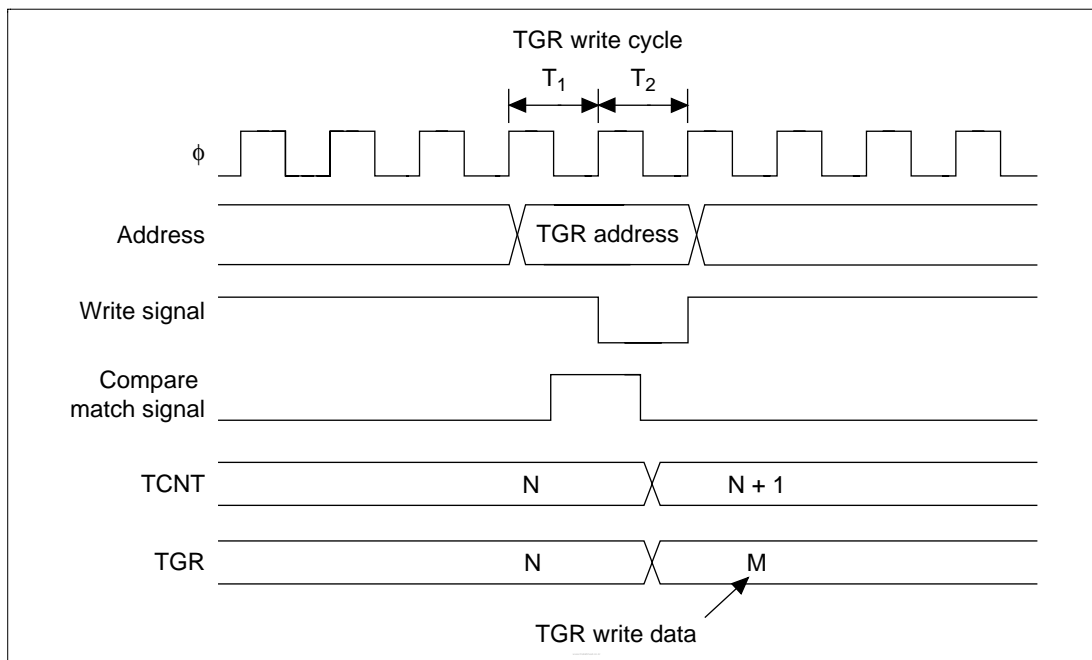 TGR write cycle
T1 T2
ϕ
Address TGR address
Write signal
Compare
match signal
TCNT N N + 1
TGR N M
TGR write data